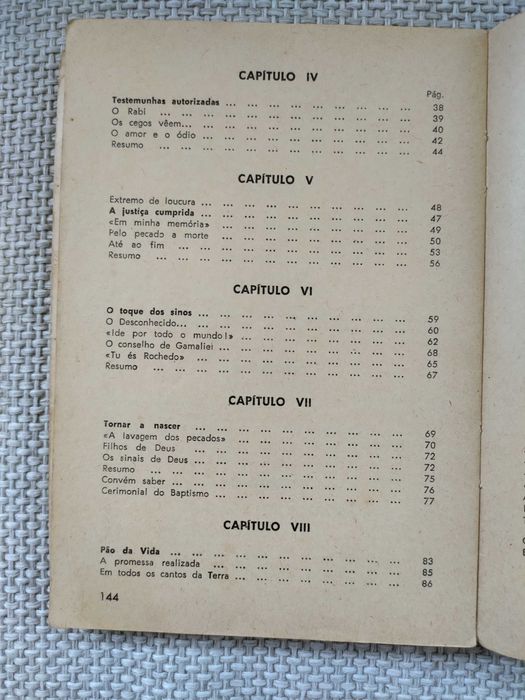 CAPÍTULO IV
Pág.
Testemunhas autorizadas ... ... ... ... ... ... ... ... 38
O Rabi ... ... ... ... ... ... ... ... ... ... 39
Os cegos vêem... ... ... ... ... ... ... ... ... 40
O amor e o ódio ... ... ... ... ... ... ... ... 42
Resumo ... ... ... ... ... ... ... ... ... ... 44
CAPÍTULO V
Extremo de loucura ... ... ... ... ... ... ... ... 48
A justiça cumprida ... ... ... ... ... ... ... ... 47
«Em minha memória» ... ... ... ... ... ... ... ... 49
Pelo pecado a morte ... ... ... ... ... ... ... ... 50
Até ao fim ... ... ... ... ... ... ... ... ... 53
Resumo ... ... ... ... ... ... ... ... ... ... 56
CAPÍTULO VI
O toque dos sinos ... ... ... ... ... ... ... ... 59
O Desconhecido... ... ... ... ... ... ... ... ... 60
«Ide por todo o mundo!» ... ... ... ... ... ... ... 62
O conselho de Gamaliel ... ... ... ... ... ... ... 68
«Tu és Rochedo» ... ... ... ... ... ... ... ... 65
Resumo ... ... ... ... ... ... ... ... ... ... 67
CAPÍTULO VII
Tornar a nascer ... ... ... ... ... ... ... ... ... 69
«A lavagem dos pecados» ... ... ... ... ... ... ... 70
Filhos de Deus ... ... ... ... ... ... ... ... ... 72
Os sinais de Deus ... ... ... ... ... ... ... ... 72
Resumo ... ... ... ... ... ... ... ... ... ... 75
Convém saber ... ... ... ... ... ... ... ... ... 76
Cerimonial do Baptismo ... ... ... ... ... ... ... 77
CAPÍTULO VIII
Pão da Vida ... ... ... ... ... ... ... ... ... 83
A promessa realizada ... ... ... ... ... ... ... ... 85
Em todos os cantos da Terra ... ... ... ... ... ... ... 86
144